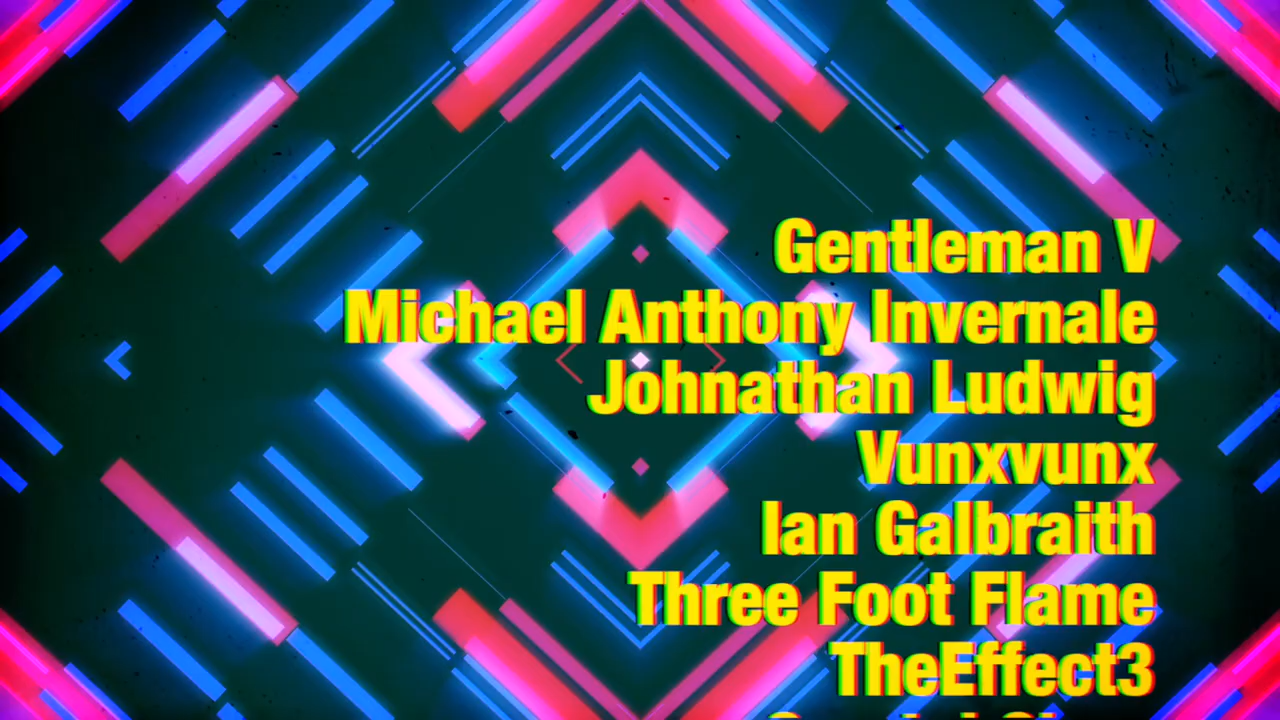 Gentleman V
Michael Anthony Invernale
Johnathan Ludwig
Vunxvunx
Ian Galbraith
Three Foot Flame
TheEffect3